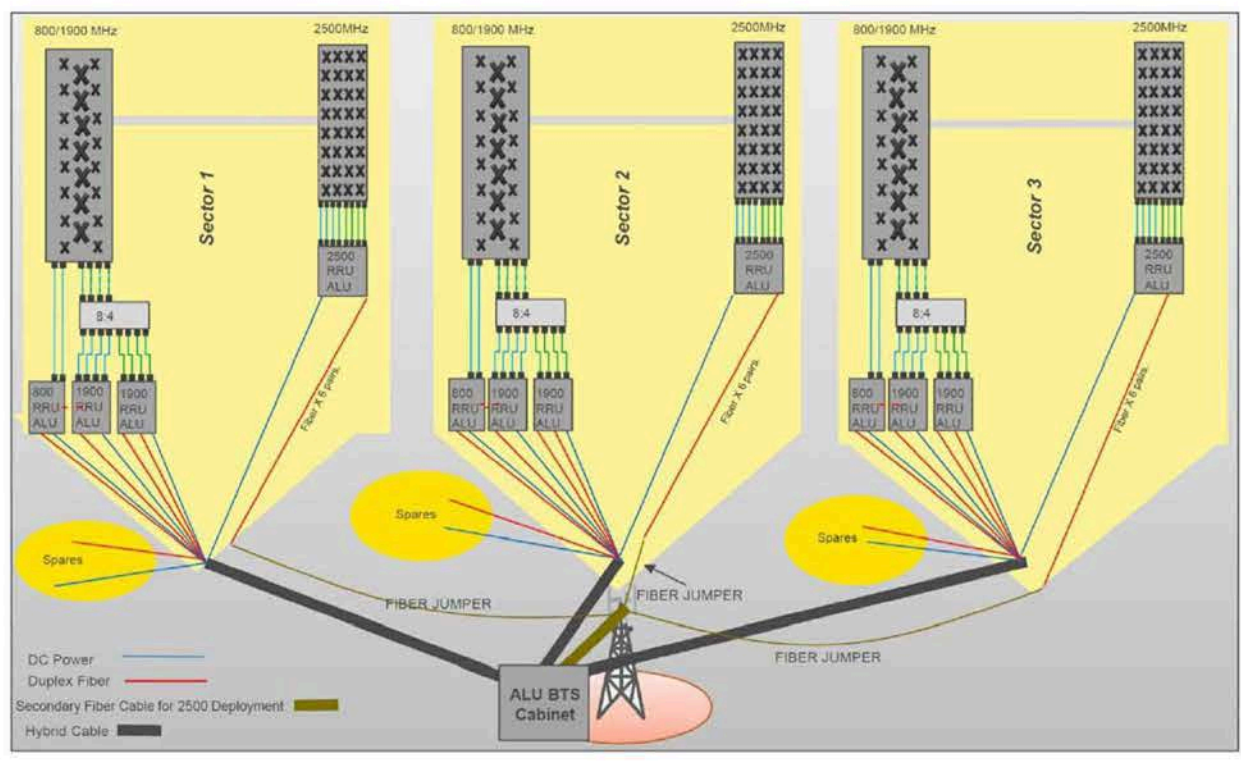 800/1900 MHz
2500MHz
Sector 1
2500
RRU
ALU
8:4
800
RRU
ALU
1900
RRU
ALU
1900
RRU
ALU
Fiber X 6 pairs.
Spares
800/1900 MHz
2500MHz
Sector 2
2500
RRU
ALU
8:4
800
RRU
ALU
1900
RRU
ALU
1900
RRU
ALU
Fiber X 6 pairs.
Spares
800/1900 MHz
2500MHz
Sector 3
2500
RRU
ALU
8:4
800
RRU
ALU
1900
RRU
ALU
1900
RRU
ALU
Fiber X 6 pairs.
Spares
FIBER JUMPER
FIBER JUMPER
FIBER JUMPER
ALU BTS
Cabinet
DC Power
Duplex Fiber
Secondary Fiber Cable for 2500 Deployment
Hybrid Cable